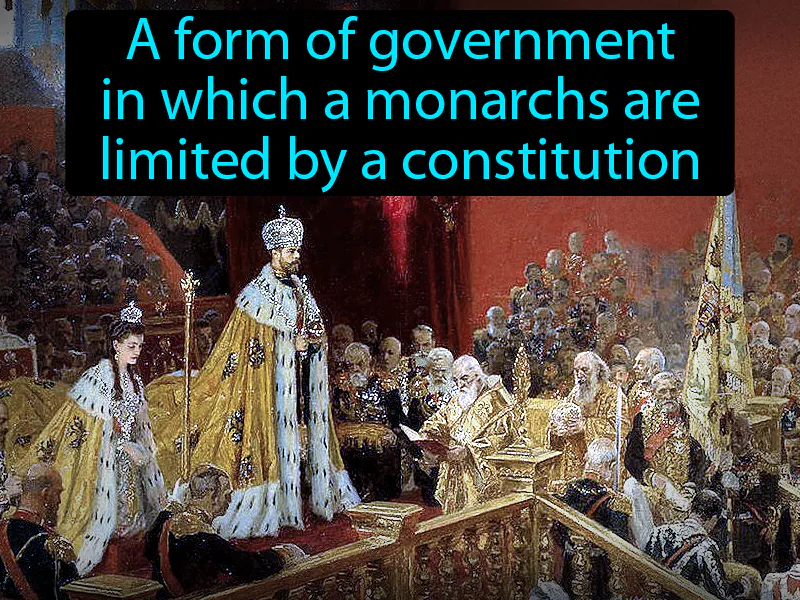 A form of government
in which a monarchs are
limited by a constitution